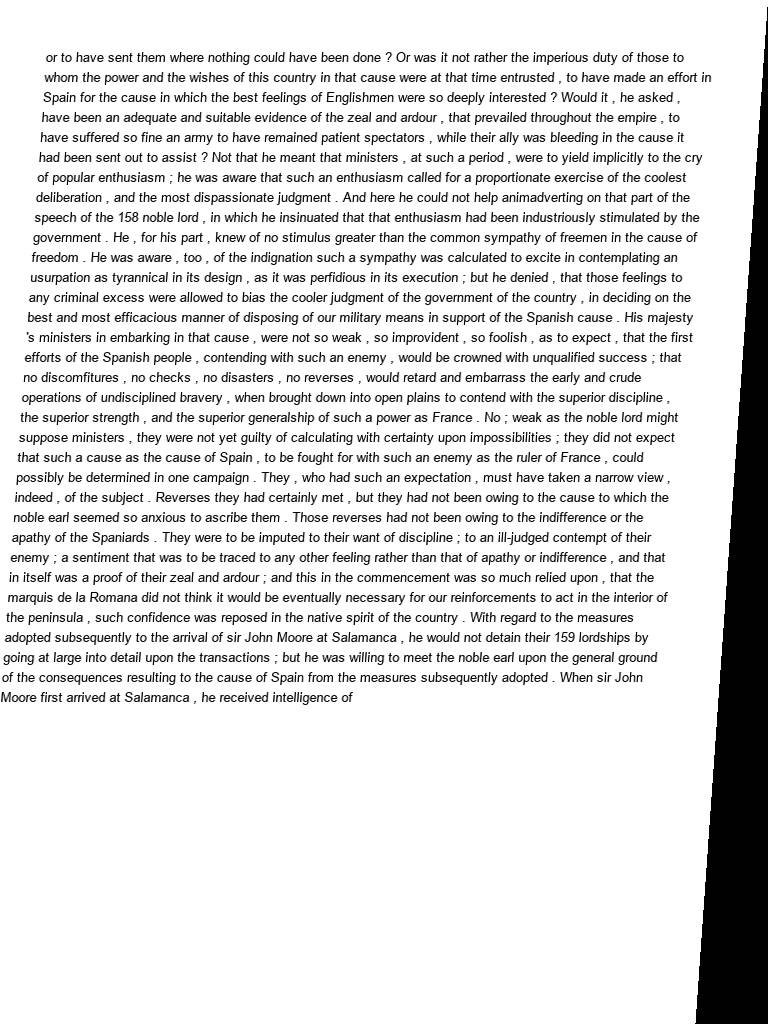 or to have sent them where nothing could have been done ? Or was it not rather the imperious duty of those to
whom the power and the wishes of this country in that cause were at that time entrusted , to have made an effort in
Spain for the cause in which the best feelings of Englishmen were so deeply interested ? Would it , he asked ,
have been an adequate and suitable evidence of the zeal and ardour , that prevailed throughout the empire , to
have suffered so fine an army to have remained patient spectators , while their ally was bleeding in the cause it
had been sent out to assist ? Not that he meant that ministers , at such a period , were to yield implicitly to the cry
of popular enthusiasm ; he was aware that such an enthusiasm called for a proportionate exercise of the coolest
deliberation , and the most dispassionate judgment . And here he could not help animadverting on that part of the
speech of the 158 noble lord , in which he insinuated that that enthusiasm had been industriously stimulated by the
government . He , for his part , knew of no stimulus greater than the common sympathy of freemen in the cause of
freedom . He was aware , too , of the indignation such a sympathy was calculated to excite in contemplating an
usurpation as tyrannical in its design , as it was perfidious in its execution ; but he denied , that those feelings to
any criminal excess were allowed to bias the cooler judgment of the government of the country , in deciding on the
best and most efficacious manner of disposing of our military means in support of the Spanish cause . His majesty
's ministers in embarking in that cause , were not so weak , so improvident , so foolish , as to expect , that the first
efforts of the Spanish people , contending with such an enemy , would be crowned with unqualified success ; that
no discomfitures , no checks , no disasters , no reverses , would retard and embarrass the early and crude
operations of undisciplined bravery , when brought down into open plains to contend with the superior discipline ,
the superior strength , and the superior generalship of such a power as France . No ; weak as the noble lord might
suppose ministers , they were not yet guilty of calculating with certainty upon impossibilities ; they did not expect
that such a cause as the cause of Spain , to be fought for with such an enemy as the ruler of France , could
possibly be determined in one campaign . They , who had such an expectation , must have taken a narrow view ,
indeed , of the subject . Reverses they had certainly met , but they had not been owing to the cause to which the
noble earl seemed so anxious to ascribe them . Those reverses had not been owing to the indifference or the
apathy of the Spaniards . They were to be imputed to their want of discipline ; to an ill-judged contempt of their
enemy ; a sentiment that was to be traced to any other feeling rather than that of apathy or indifference , and that
in itself was a proof of their zeal and ardour ; and this in the commencement was so much relied upon , that the
marquis de la Romana did not think it would be eventually necessary for our reinforcements to act in the interior of
the peninsula , such confidence was reposed in the native spirit of the country . With regard to the measures
adopted subsequently to the arrival of sir John Moore at Salamanca , he would not detain their 159 lordships by
going at large into detail upon the transactions ; but he was willing to meet the noble earl upon the general ground
of the consequences resulting to the cause of Spain from the measures subsequently adopted . When sir John
Moore first arrived at Salamanca , he received intelligence of